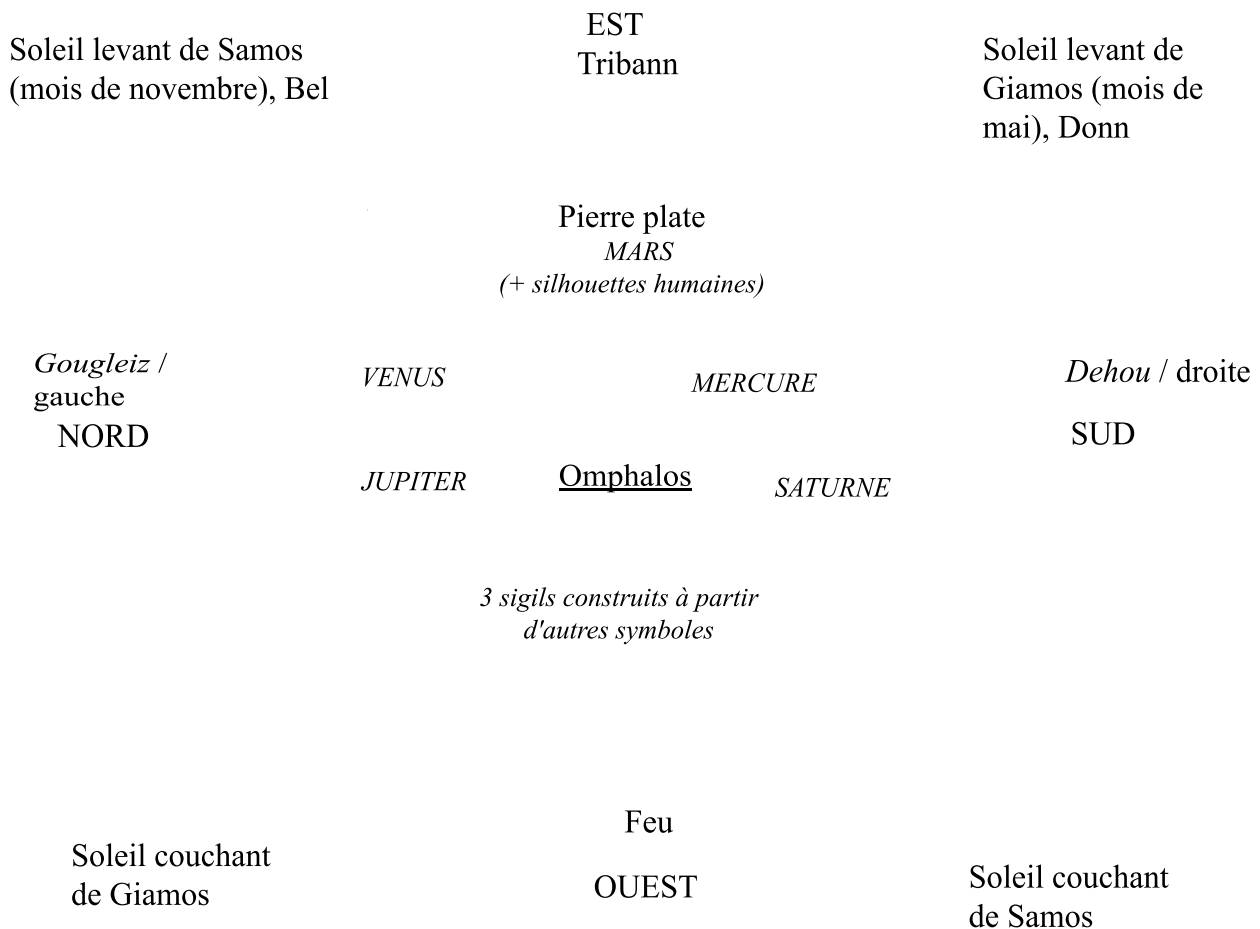 EST
Tribann
Soleil levant de Samos
(mois de novembre), Bel
Soleil levant de
Giamos (mois de
mai), Donn
Pierre plate
MARS
(+ silhouettes humaines)
Gougleiz /
gauche
NORD
VENUS
MERCURE
Dehou / droite
SUD
JUPITER
Omphalos
SATURNE
3 sigils construits à partir
d'autres symboles
Feu
OUEST
Soleil couchant
de Giamos
Soleil couchant
de Samos